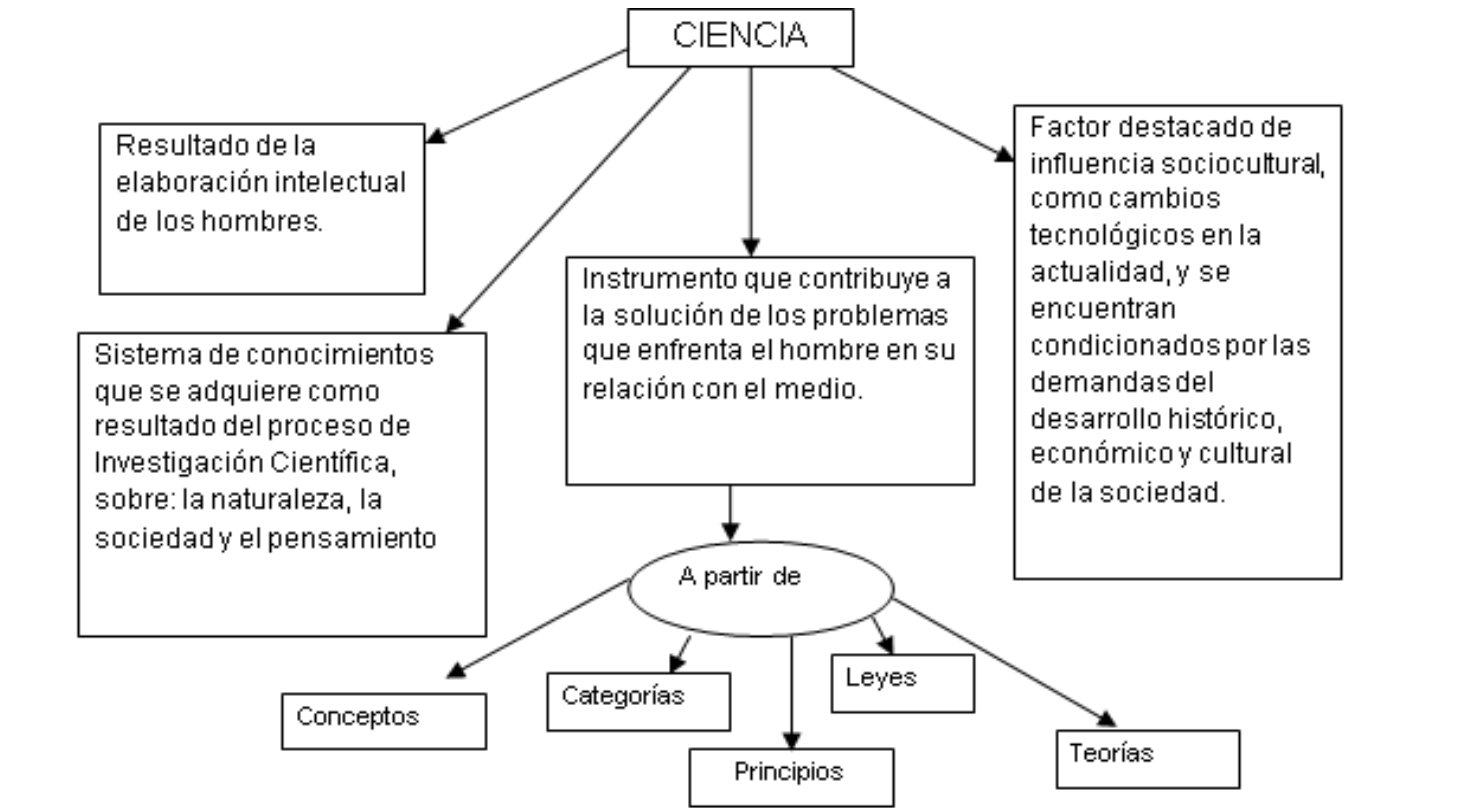 CIENCIA
Resultado de la
elaboración intelectual
de los hombres.
Factor destacado de
influencia sociocultural,
como cambios
tecnológicos en la
actualidad, y se
encuentran
condicionados por las
demandas del
desarrollo histórico,
económico y cultural
de la sociedad.
Instrumento que contribuye a
la solución de los problemas
que enfrenta el hombre en su
relación con el medio.
Sistema de conocimientos
que se adquiere como
resultado del proceso de
Investigación Científica,
sobre: la naturaleza, la
sociedad y el pensamiento
A partir de
Conceptos
Categorías
Principios
Leyes
Teorías